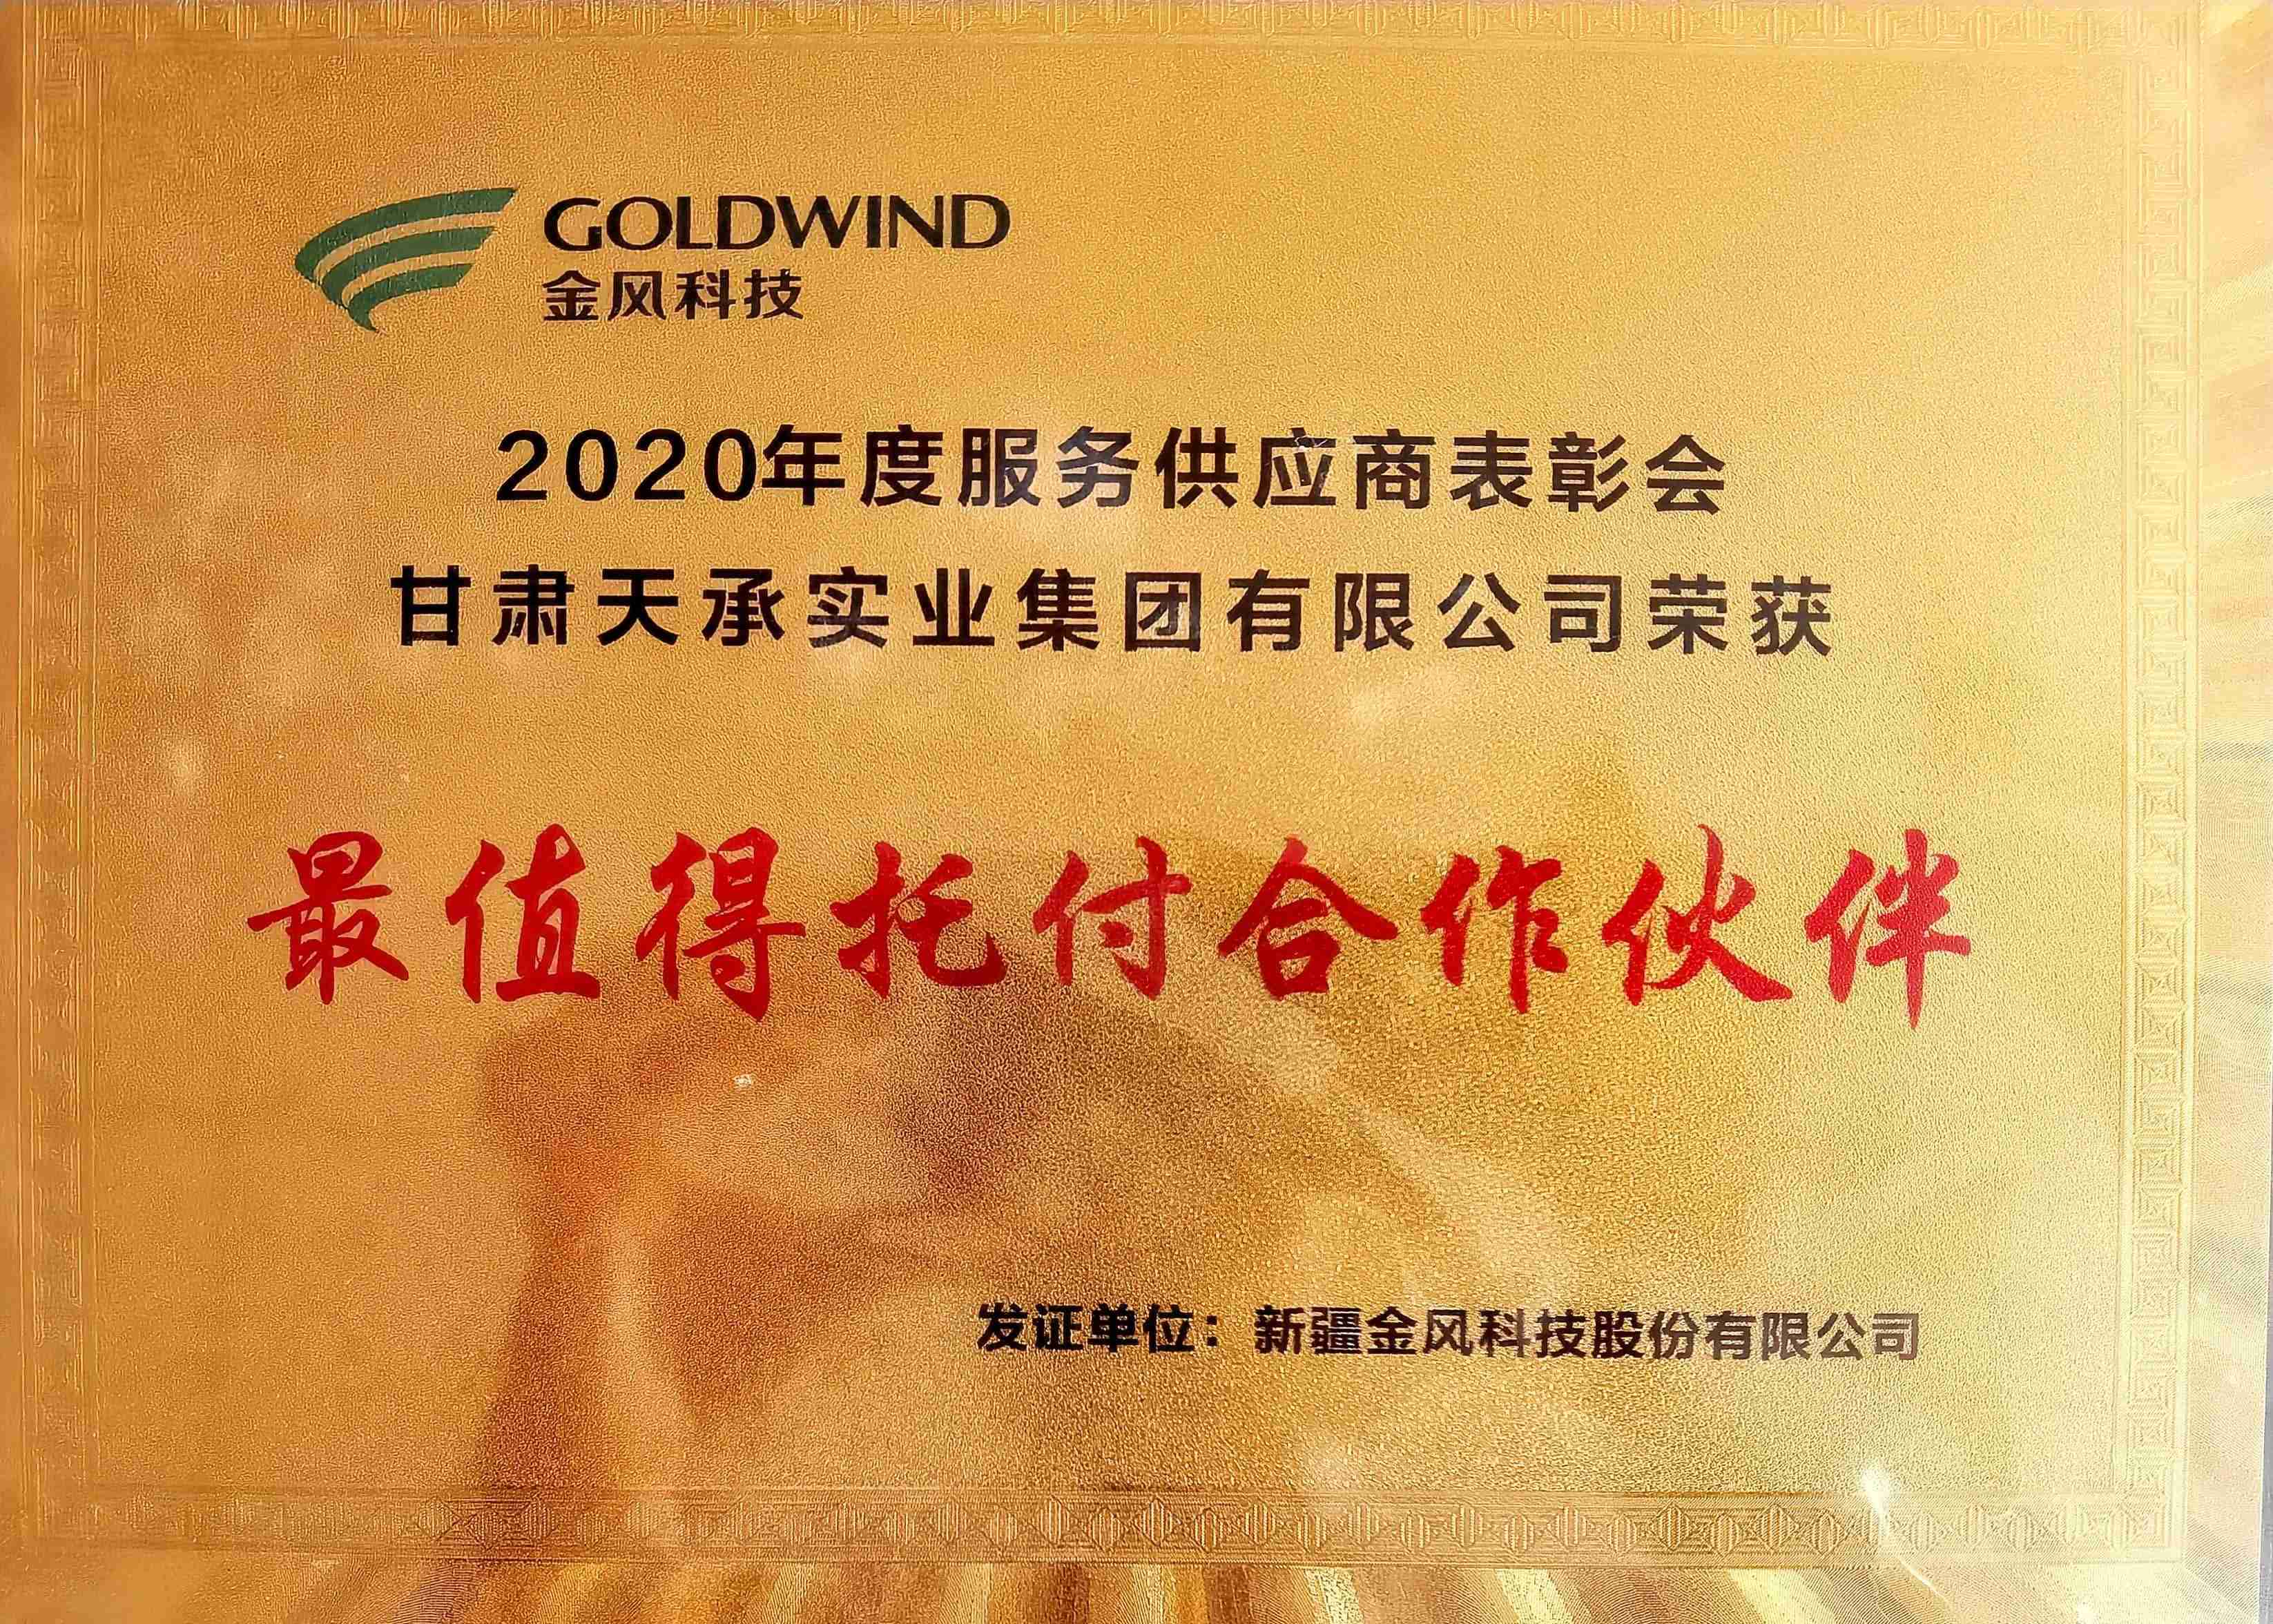 GOLDWIND
金风科技
2020年度服务供应商表彰会
甘肃天承实业集团有限公司荣获
最值得托付合作伙伴
发证单位：新疆金风科技股份有限公司